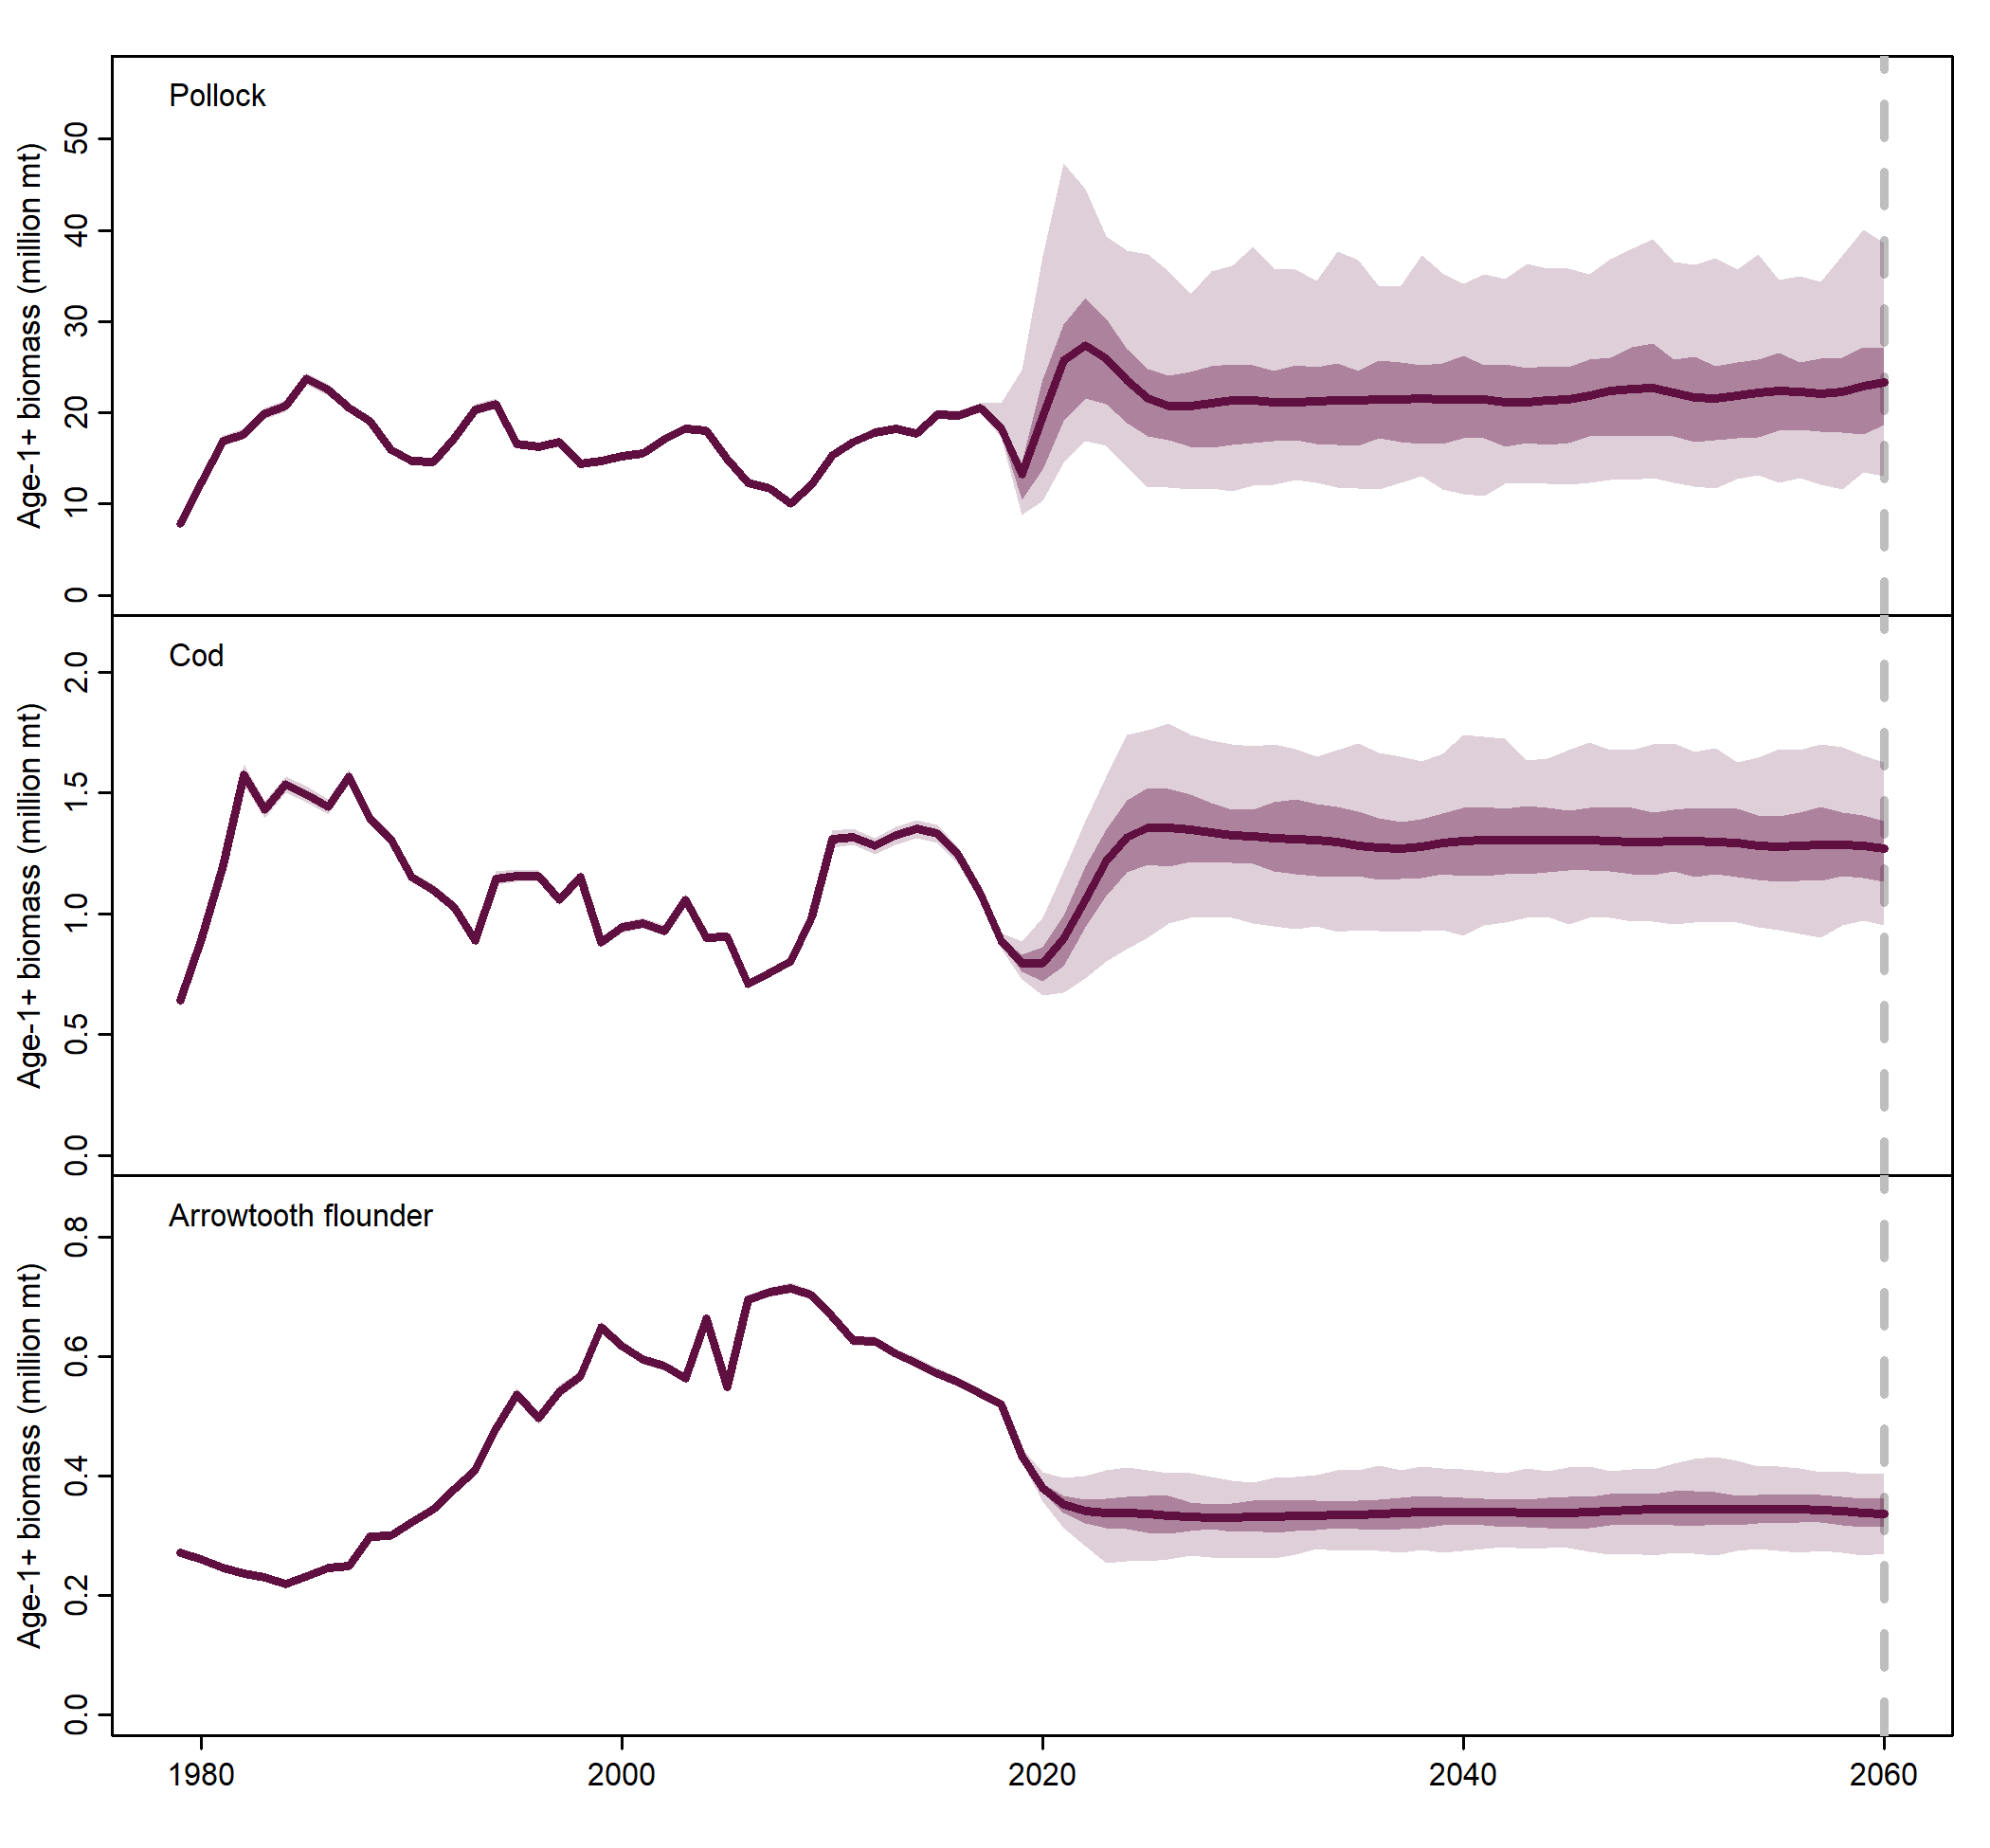 Pollock
Age-1+ biomass (million mt)
50
40
30
20
10
0
Cod
Age-1+ biomass (million mt)
2.0
1.5
1.0
0.5
0.0
Arrowtooth flounder
Age-1+ biomass (million mt)
0.8
0.6
0.4
0.2
0.0
1980 2000 2020 2040 2060